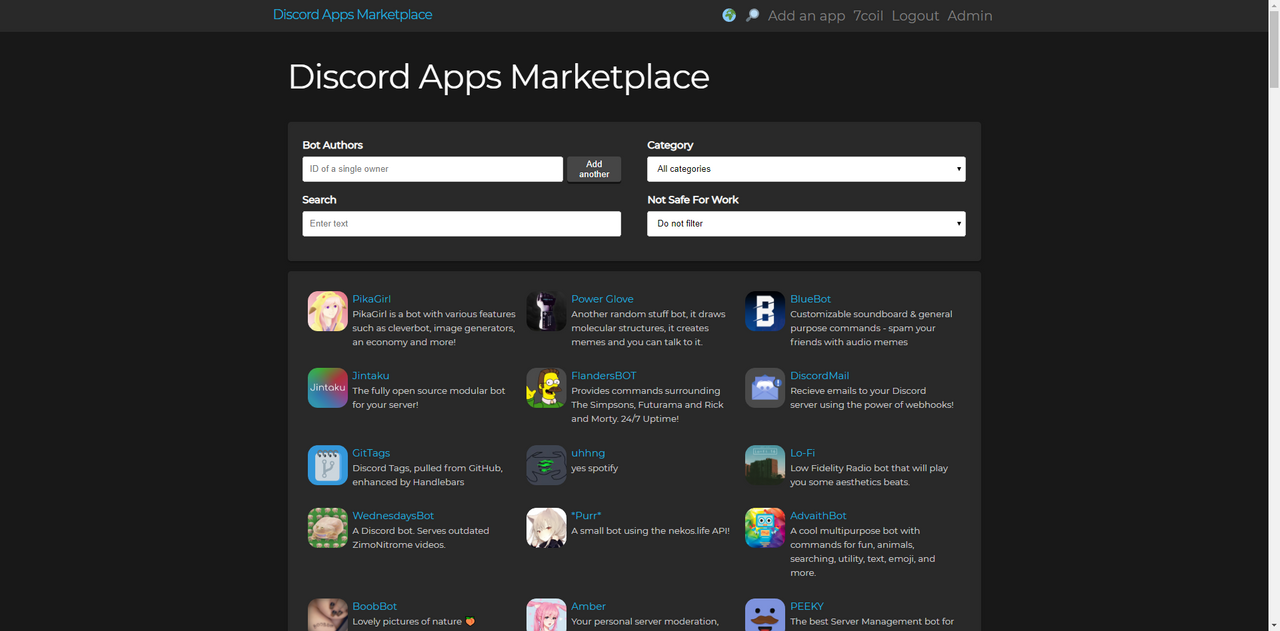 Discord Apps Marketplace
Add an app 7coil Logout Admin
Discord Apps Marketplace
Bot Authors
ID of a single owner
Add
another
Category
All categories
Search
Enter text
Not Safe For Work
Do not filter
PikaGirl
PikaGirl is a bot with various features
such as cleverbot, image generators,
an economy and more!
Power Glove
Another random stuff bot, it draws
molecular structures, it creates
memes and you can talk to it.
BlueBot
Customizable soundboard & general
purpose commands - spam your
friends with audio memes
Jintaku
Jintaku
The fully open source modular bot
for your server!
FlandersBOT
Provides commands surrounding
The Simpsons, Futurama and Rick
and Morty. 24/7 Uptime!
DiscordMail
Recieve emails to your Discord
server using the power of webhooks!
GitTags
Discord Tags, pulled from GitHub,
enhanced by Handlebars
uhhng
yes spotify
Lo-Fi
Low Fidelity Radio bot that will play
you some aesthetics beats.
WednesdaysBot
A Discord bot. Serves outdated
ZimoNitrome videos.
*Purr*
A small bot using the nekos.life API!
AdvaithBot
A cool multipurpose bot with
commands for fun, animals,
searching, utility, text, emoji, and
more.
BoobBot
Lovely pictures of nature 🍑
Amber
Your personal server moderation,
PEEKY
The best Server Management bot for